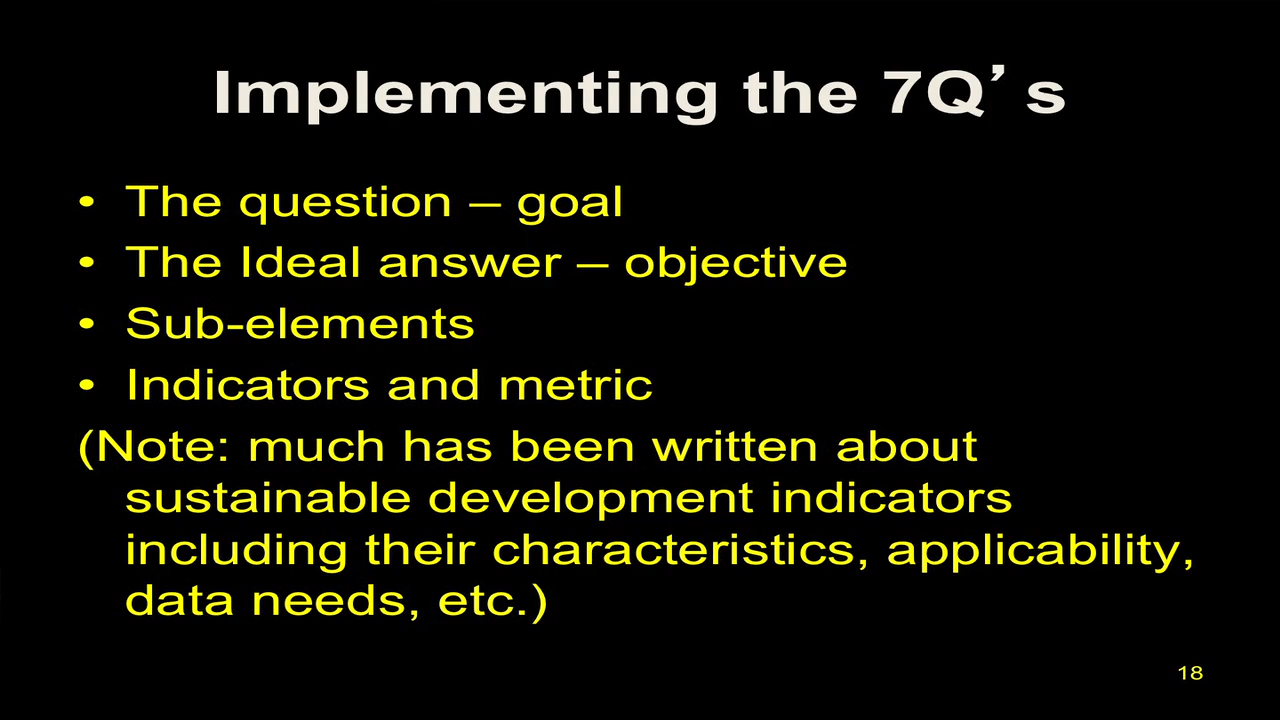 Implementing the 7Q’s
• The question – goal
• The Ideal answer – objective
• Sub-elements
• Indicators and metric
(Note: much has been written about
sustainable development indicators
including their characteristics, applicability,
data needs, etc.)
18